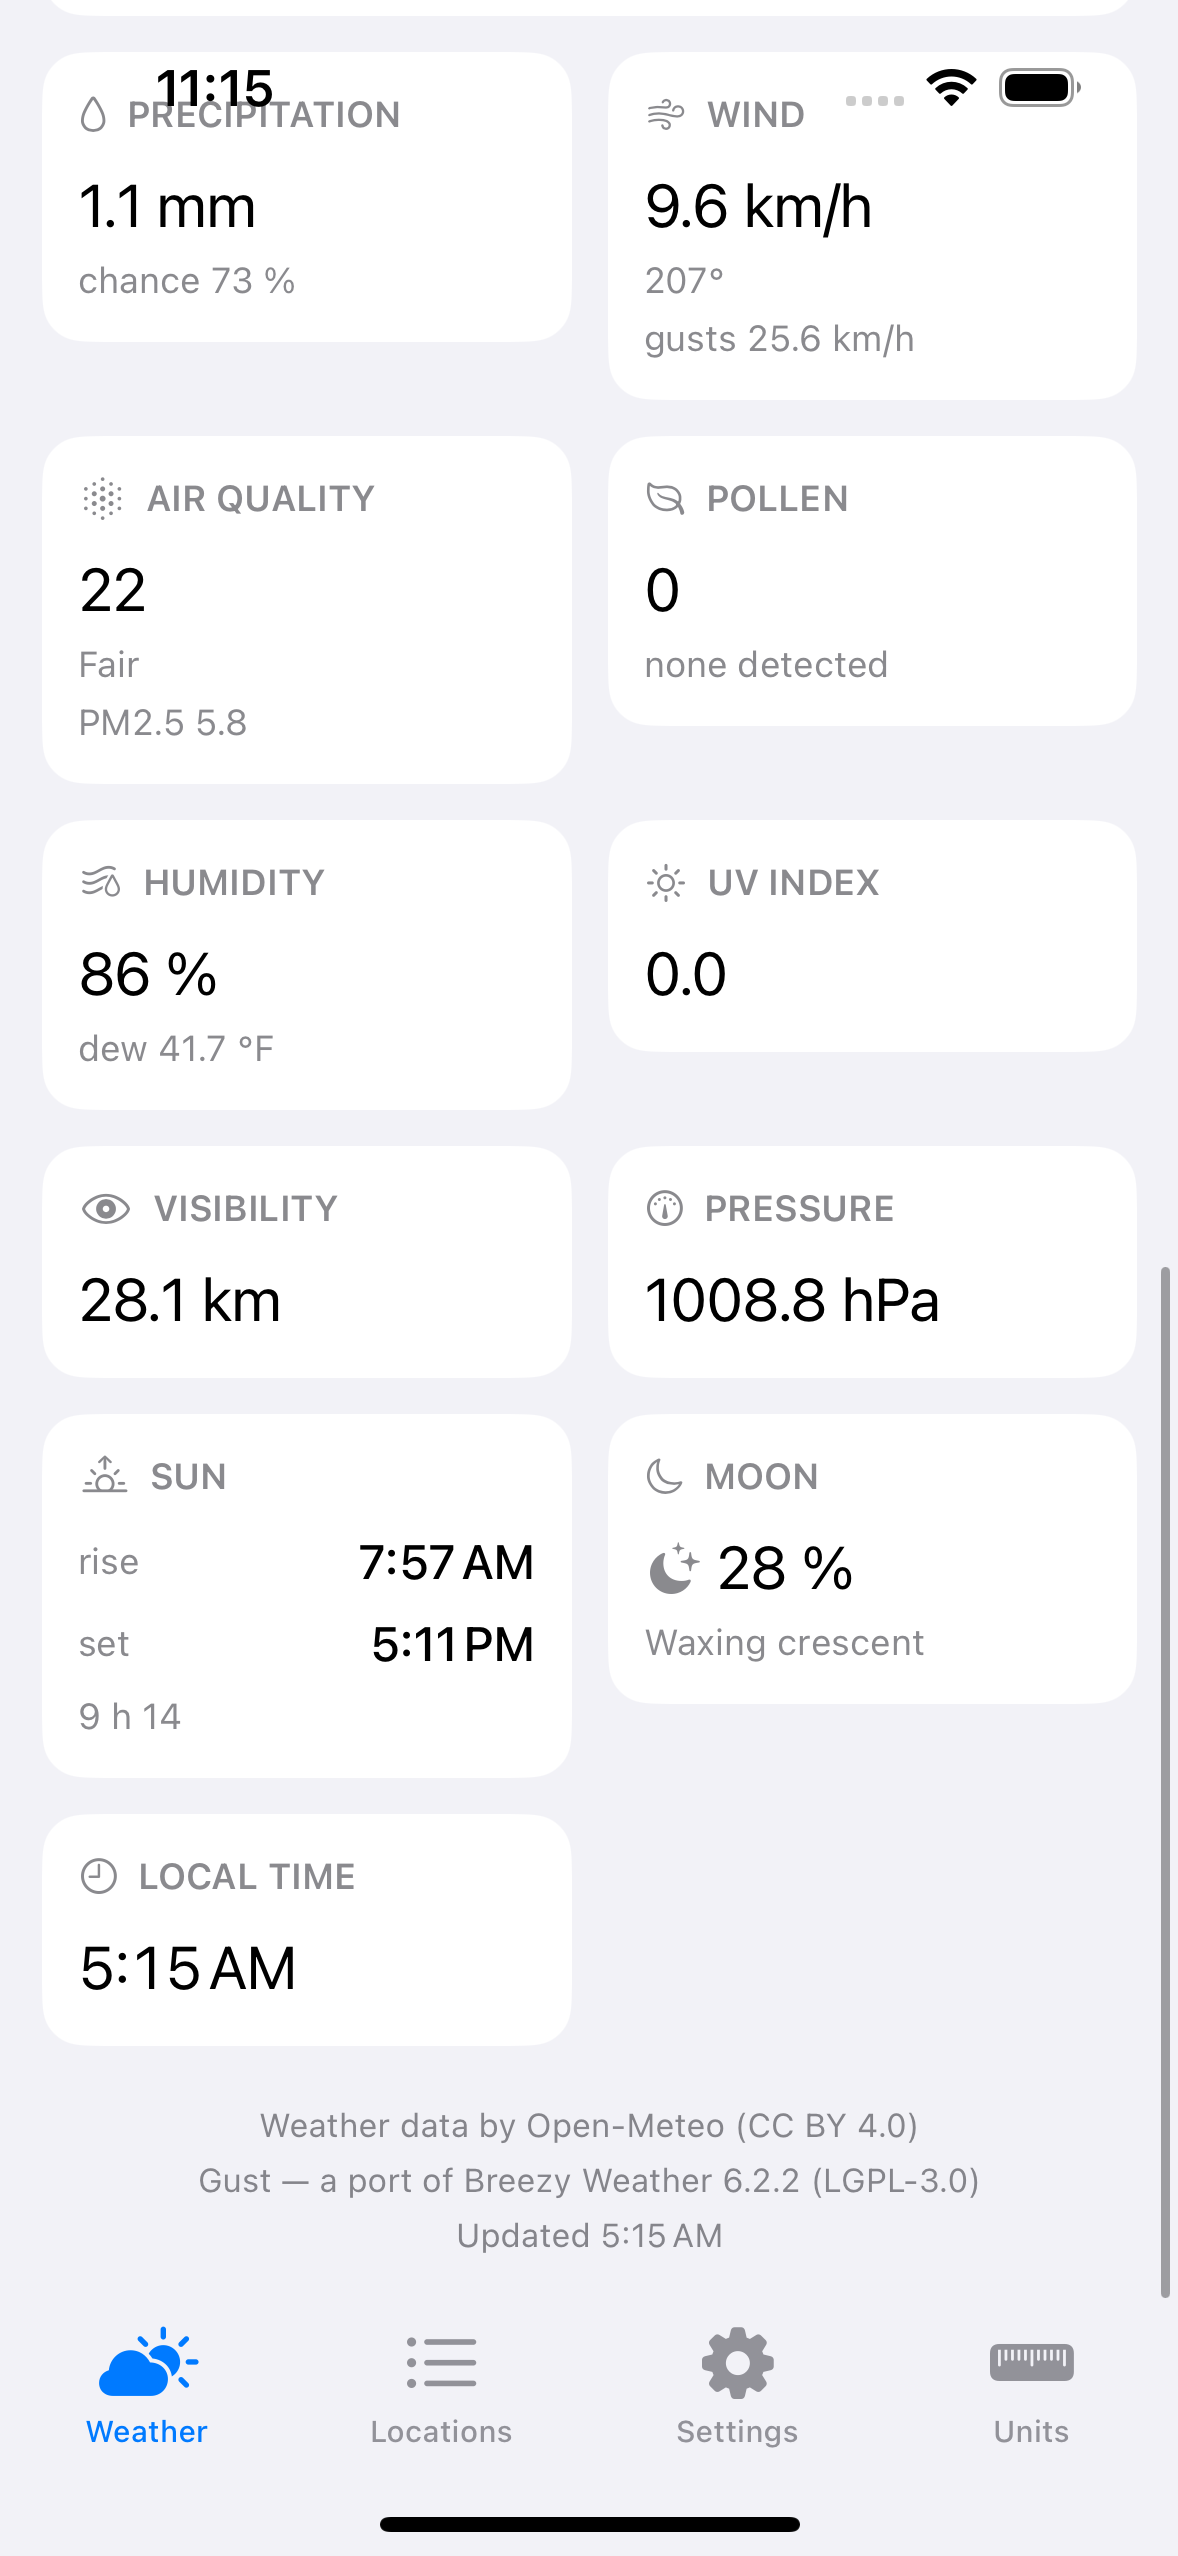 11:15
PRECIPITATION
1.1 mm
chance 73 %
WIND
9.6 km/h
207°
gusts 25.6 km/h
AIR QUALITY
22
Fair
PM2.5 5.8
POLLEN
0
none detected
HUMIDITY
86 %
dew 41.7 °F
UV INDEX
0.0
VISIBILITY
28.1 km
PRESSURE
1008.8 hPa
SUN
rise 7:57 AM
set 5:11 PM
9 h 14
MOON
28 %
Waxing crescent
LOCAL TIME
5:15 AM
Weather data by Open-Meteo (CC BY 4.0)
Gust — a port of Breezy Weather 6.2.2 (LGPL-3.0)
Updated 5:15 AM
Weather
Locations
Settings
Units